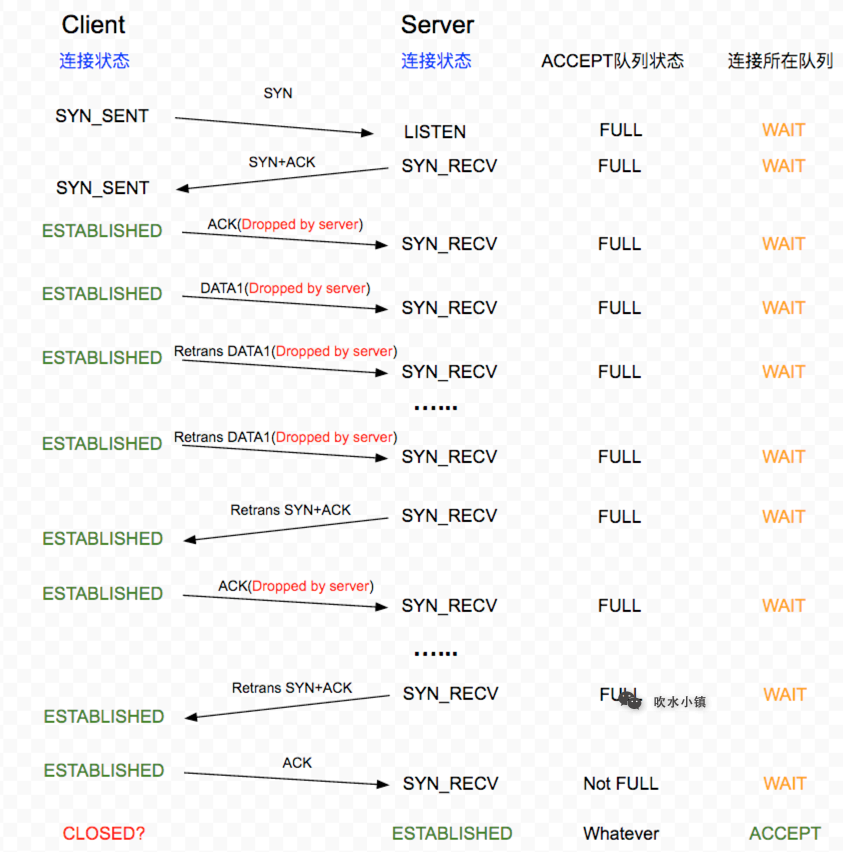 Client Server
连接状态 连接状态 ACCEPT队列状态 连接所在队列
SYN
SYN_SENT LISTEN FULL WAIT
SYN+ACK SYN_RECV FULL WAIT
SYN_SENT
ESTABLISHED ACK(Dropped by server) SYN_RECV FULL WAIT
ESTABLISHED DATA1(Dropped by server) SYN_RECV FULL WAIT
ESTABLISHED Retrans DATA1(Dropped by server) SYN_RECV FULL WAIT
……
ESTABLISHED Retrans DATA1(Dropped by server) SYN_RECV FULL WAIT
Retrans SYN+ACK SYN_RECV FULL WAIT
ESTABLISHED
ESTABLISHED ACK(Dropped by server) SYN_RECV FULL WAIT
……
Retrans SYN+ACK SYN_RECV FULL 吹水小镇 WAIT
ESTABLISHED
ESTABLISHED ACK SYN_RECV Not FULL WAIT
CLOSED? ESTABLISHED Whatever ACCEPT